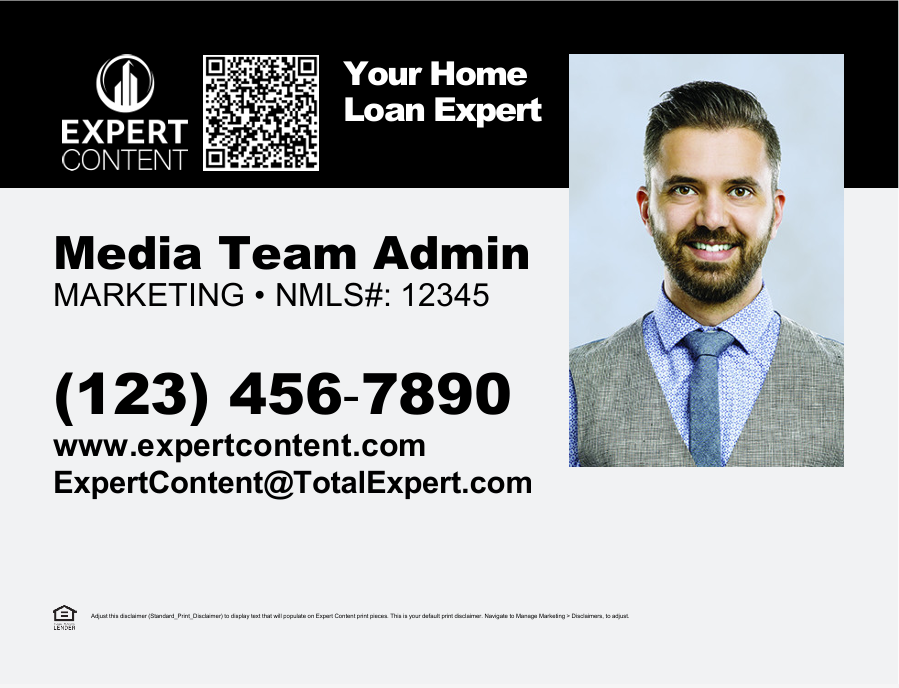 EXPERT
CONTENT
Your Home
Loan Expert
Media Team Admin
MARKETING • NMLS#: 12345
(123) 456-7890
www.expertcontent.com
ExpertContent@TotalExpert.com
LENDER
Adjust this disclaimer (Standard_Print_Disclaimer) to display text that will populate on Expert Content print pieces. This is your default print disclaimer. Navigate to Manage Marketing > Disclaimers, to adjust.